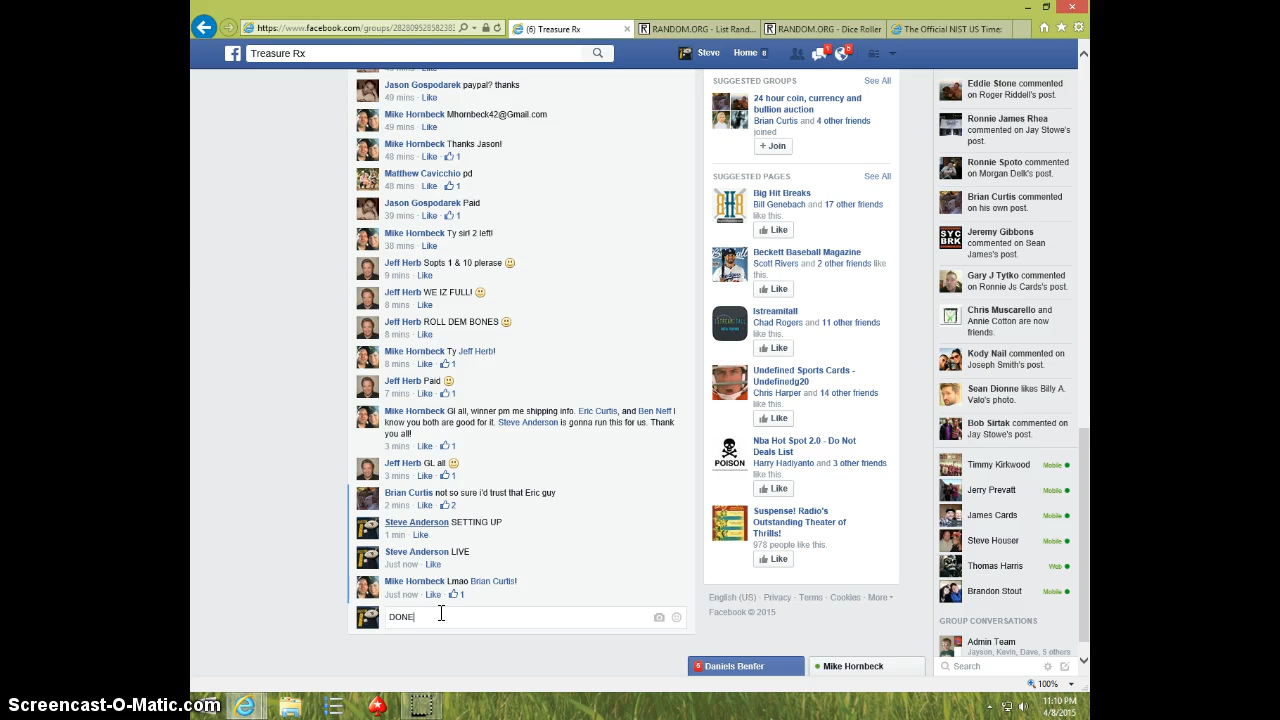 https://www.facebook.com/groups/28280952858238
(6) Treasure Rx
RANDOM.ORG - List Rand...
RANDOM.ORG - Dice Roller
The Official NIST US Time:
Treasure Rx
Steve
Home 8
1
6
Jason Gospodarek paypal? thanks
49 mins · Like
Mike Hornbeck Mhornbeck42@Gmail.com
49 mins · Like
Mike Hornbeck Thanks Jason!
48 mins · Like · 1
Matthew Cavicchio pd
48 mins · Like · 1
Jason Gospodarek Paid
39 mins · Like · 1
Mike Hornbeck Ty sir! 2 left!
38 mins · Like
Jeff Herb Sopts 1 & 10 plerase
9 mins · Like
Jeff Herb WE IZ FULL!
8 mins · Like
Jeff Herb ROLL DEM BONES
8 mins · Like
Mike Hornbeck Ty Jeff Herb!
8 mins · Like · 1
Jeff Herb Paid
7 mins · Like · 1
Mike Hornbeck Gl all, winner pm me shipping info. Eric Curtis, and Ben Neff I
know you both are good for it. Steve Anderson is gonna run this for us. Thank
you all!
3 mins · Like · 1
Jeff Herb GL all
3 mins · Like · 1
Brian Curtis not so sure i'd trust that Eric guy
2 mins · Like · 2
Steve Anderson SETTING UP
1 min · Like
Steve Anderson LIVE
Just now · Like
Mike Hornbeck Lmao Brian Curtis!
Just now · Like · 1
DONE
SUGGESTED GROUPS See All
24 hour coin, currency and
bullion auction
Brian Curtis and 4 other friends
joined
+ Join
SUGGESTED PAGES See All
Big Hit Breaks
Bill Genebach and 17 other friends
like this.
Like
Beckett Baseball Magazine
Scott Rivers and 2 other friends like
this.
Like
Istreamitall
Chad Rogers and 11 other friends
like this.
Like
Undefined Sports Cards -
Undefinedg20
Chris Harper and 14 other friends
like this.
Like
POISON
Nba Hot Spot 2.0 - Do Not
Deals List
Harry Hadiyanto and 3 other friends
like this.
Like
Suspense! Radio's
Outstanding Theater of
Thrills!
978 people like this.
Like
English (US) · Privacy · Terms · Cookies · More
Facebook © 2015
Eddie Stone commented
on Roger Riddell's post.
Ronnie James Rhea
commented on Jay Stowe's
post.
Ronnie Spoto commented
on Morgan Delk's post.
Brian Curtis commented
on his own post.
SYC
BRK
Jeremy Gibbons
commented on Sean
James's post.
Gary J Tytko commented
on Ronnie Js Cards's post.
Chris Muscarello and
Annie Cotton are now
friends.
Kody Nail commented on
Joseph Smith's post.
Sean Dionne likes Billy A.
Valo's photo.
Bob Sirtak commented on
Jay Stowe's post.
Timmy Kirkwood Mobile
Jerry Prevatt Mobile
James Cards Mobile
Steve Houser Mobile
Thomas Harris Web
Brandon Stout Mobile
GROUP CONVERSATIONS
Admin Team
Jayson, Kevin, Dave, 5 others
Search
5 Daniels Benfer
Mike Hornbeck
100%
11:10 PM
4/8/2015
Screencast-O-Matic.com